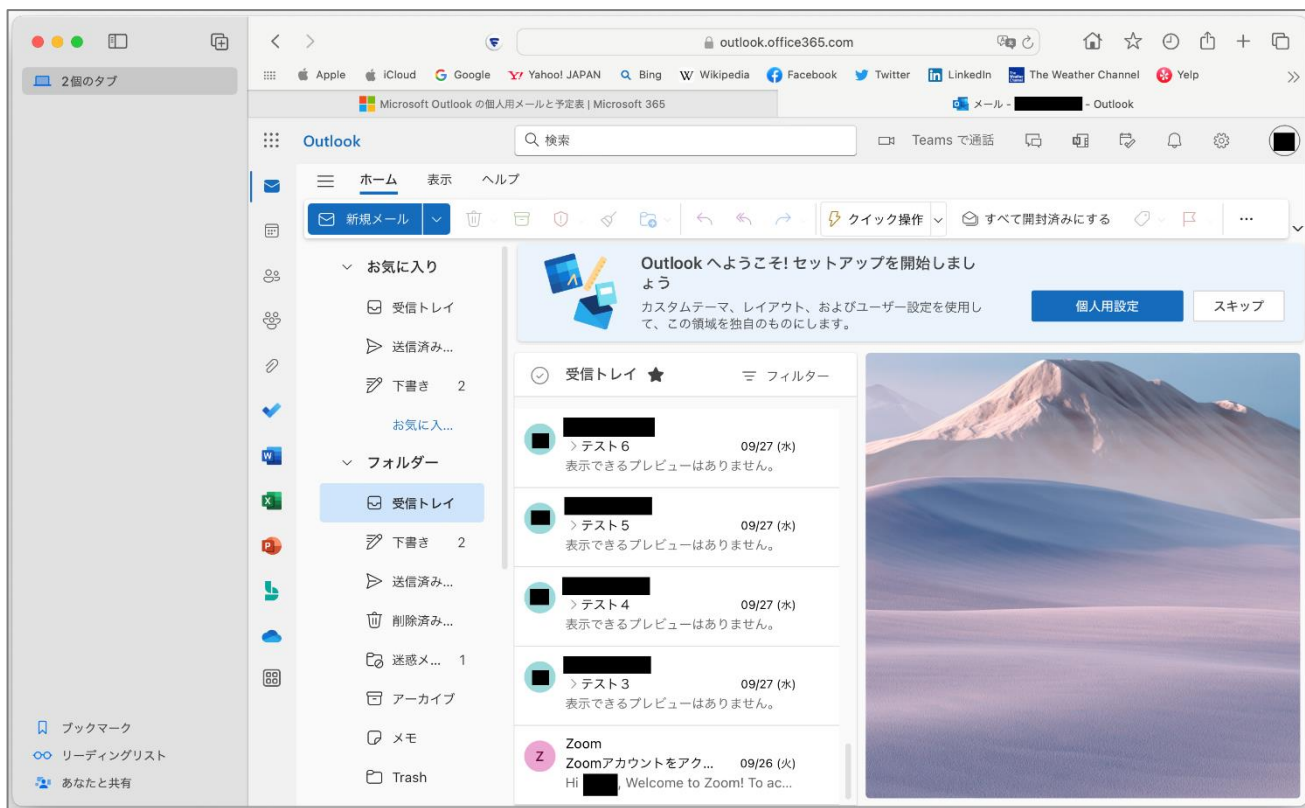 outlook.office365.com
2個のタブ
Apple iCloud Google Yahoo! JAPAN Bing Wikipedia Facebook Twitter LinkedIn The Weather Channel Yelp
Microsoft Outlook の個人用メールと予定表 | Microsoft 365
メール - - Outlook
Outlook
検索
Teams で通話
ホーム 表示 ヘルプ
新規メール
クイック操作
すべて開封済みにする
お気に入り
受信トレイ
送信済み...
下書き 2
お気に入...
フォルダー
受信トレイ
下書き 2
送信済み...
削除済み...
迷惑メ... 1
アーカイブ
メモ
Trash
Outlook へようこそ! セットアップを開始しまし
ょう
カスタムテーマ、レイアウト、およびユーザー設定を使用し
て、この領域を独自のものにします。
個人用設定
スキップ
受信トレイ
フィルター
テスト 6 09/27 (水)
表示できるプレビューはありません。
テスト 5 09/27 (水)
表示できるプレビューはありません。
テスト 4 09/27 (水)
表示できるプレビューはありません。
テスト 3 09/27 (水)
表示できるプレビューはありません。
Z
Zoom
Zoomアカウントをアク... 09/26 (火)
Hi , Welcome to Zoom! To ac...
ブックマーク
リーディングリスト
あなたと共有